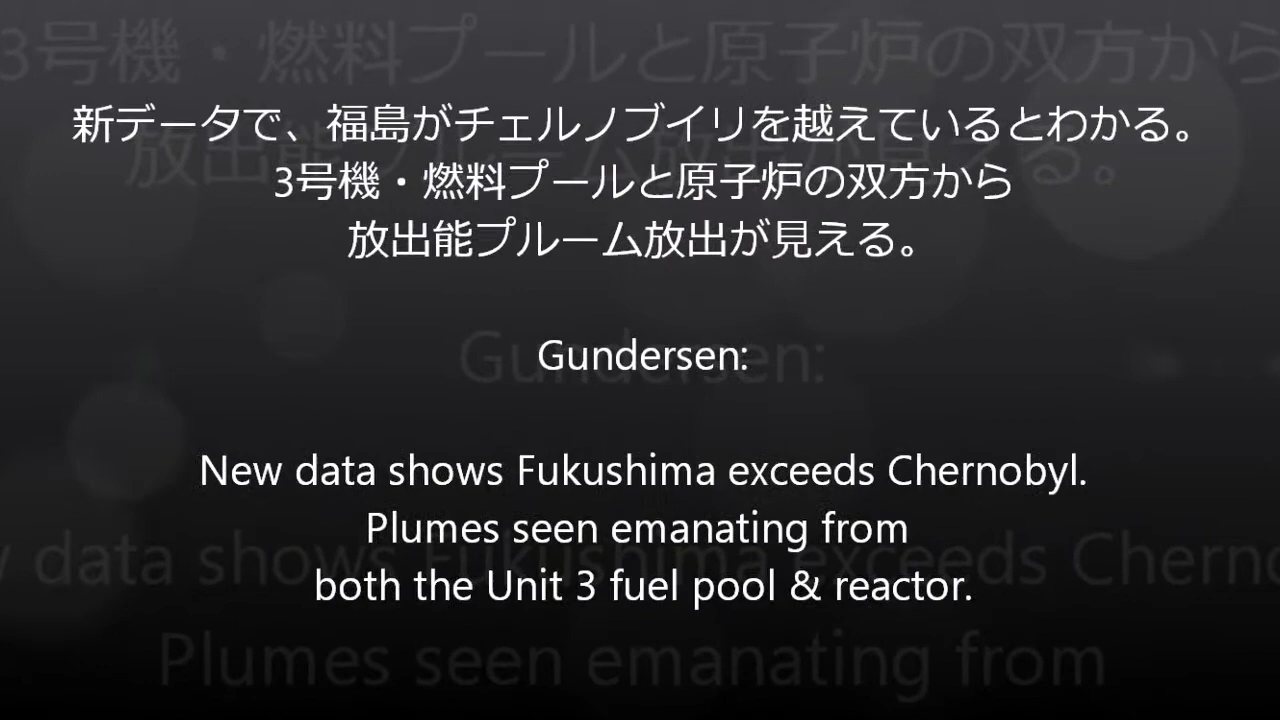 新データで、福島がチェルノブイリを越えているとわかる。
3号機・燃料プールと原子炉の双方から
放出能プルーム放出が見える。
Gundersen:
New data shows Fukushima exceeds Chernobyl.
Plumes seen emanating from
both the Unit 3 fuel pool & reactor.